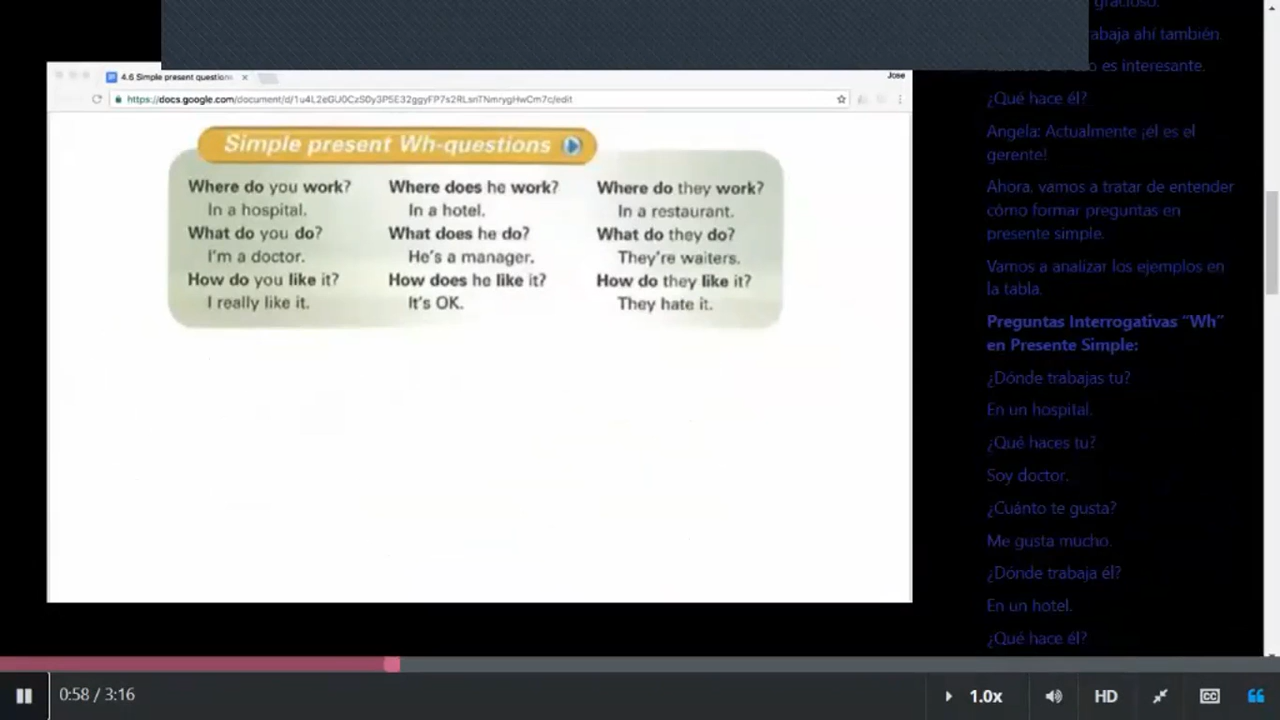 4.6 Simple present question
Jose
https://docs.google.com/document/d/1u4L2eGU0CzS0y3P5E32ggyFP7s2RLsnTNmrygHwCm7c/edit
Simple present Wh-questions
Where do you work?
In a hospital.
What do you do?
I'm a doctor.
How do you like it?
I really like it.
Where does he work?
In a hotel.
What does he do?
He's a manager.
How does he like it?
It's OK.
Where do they work?
In a restaurant.
What do they do?
They're waiters.
How do they like it?
They hate it.
gracioso.
abaja ahí también.
es interesante.
¿Qué hace él?
Angela: Actualmente ¡él es el
gerente!
Ahora, vamos a tratar de entender
cómo formar preguntas en
presente simple.
Vamos a analizar los ejemplos en
la tabla.
Preguntas Interrogativas “Wh”
en Presente Simple:
¿Dónde trabajas tu?
En un hospital.
¿Qué haces tu?
Soy doctor.
¿Cuánto te gusta?
Me gusta mucho.
¿Dónde trabaja él?
En un hotel.
¿Qué hace él?
0:58 / 3:16
1.0x
HD
CC